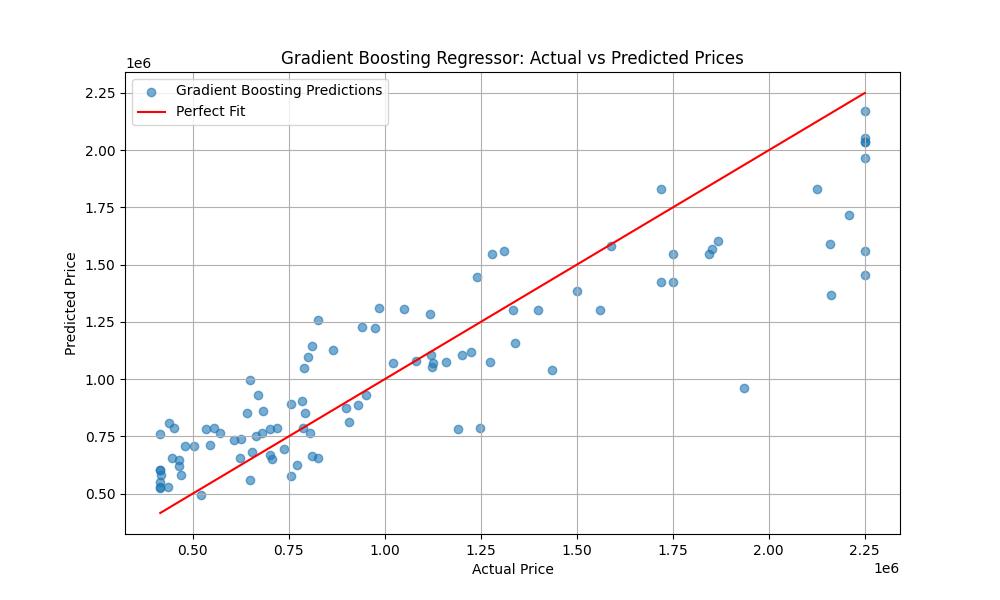 Gradient Boosting Regressor: Actual vs Predicted Prices
1e6
Gradient Boosting Predictions
Perfect Fit
2.25
2.00
1.75
1.50
1.25
1.00
0.75
0.50
Predicted Price
0.50 0.75 1.00 1.25 1.50 1.75 2.00 2.25
Actual Price
1e6